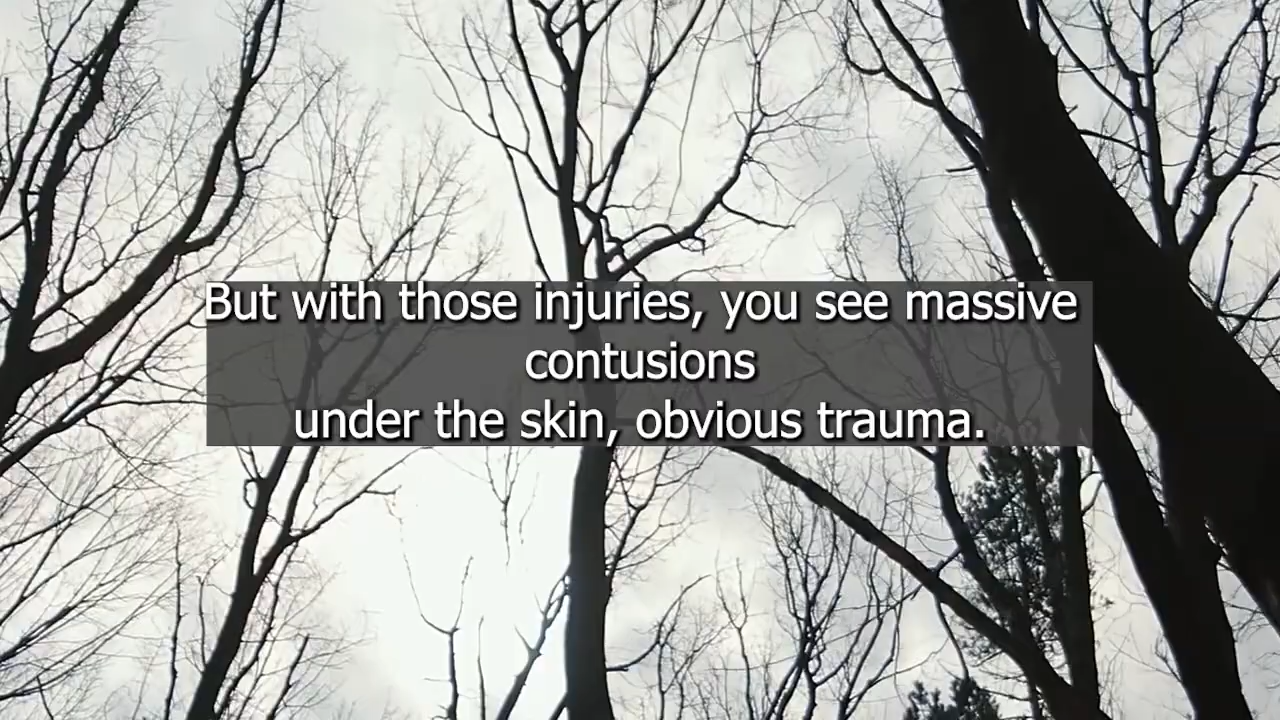 But with those injuries, you see massive
contusions
under the skin, obvious trauma.